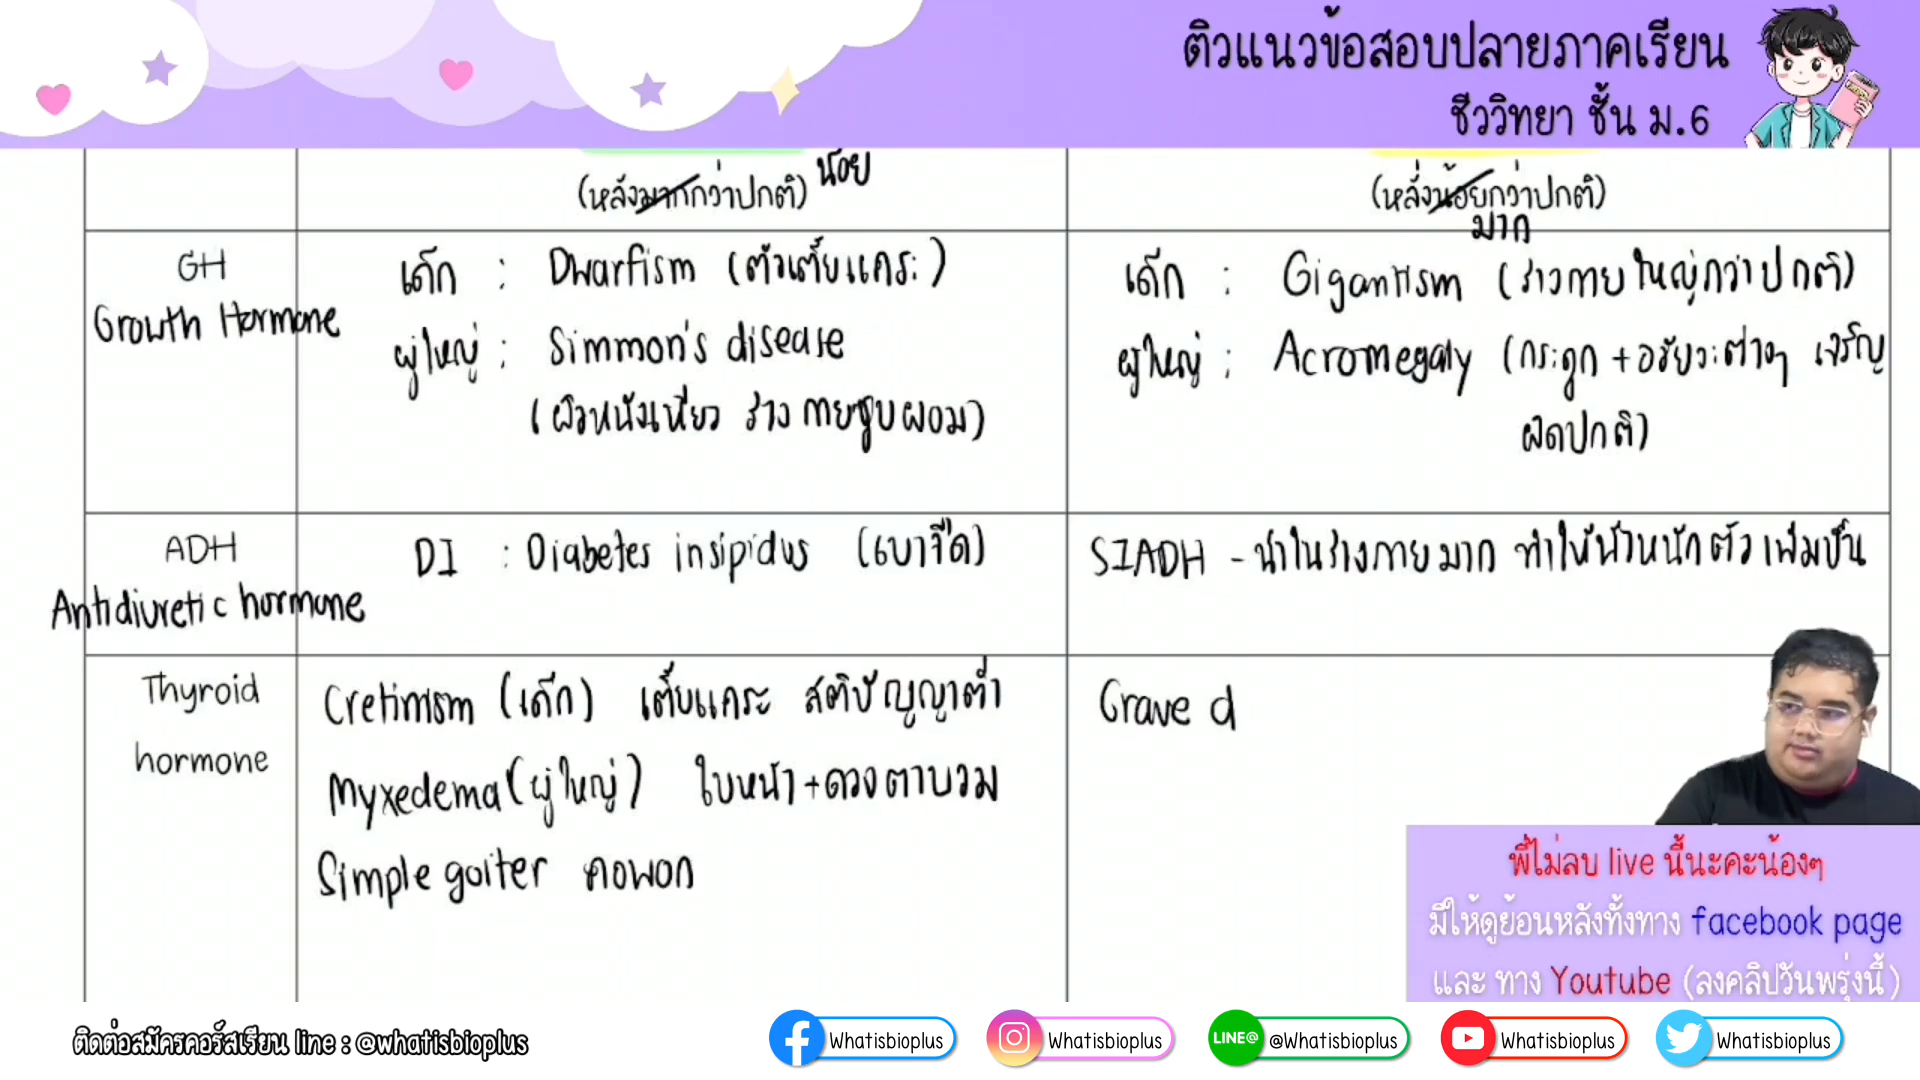 ติวแนวข้อสอบปลายภาคเรียน
ชีววิทยา ชั้น ม.6
(หลั่งมากกว่าปกติ) น้อย
(หลั่งน้อยกว่าปกติ)
มาก
GH
Growth Hormone
เด็ก : Dwarfism (ตัวเตี้ยแคระ)
ผู้ใหญ่ : Simmon's disease
(ผิวหนังเหี่ยว ร่างกายซูบผอม)
เด็ก : Gigantism (ร่างกายใหญ่กว่าปกติ)
ผู้ใหญ่ : Acromegaly (กระดูก + อวัยวะต่างๆ เจริญ
ผิดปกติ)
ADH
Antidiuretic hormone
DI : Diabetes insipidus (เบาจืด)
SIADH - น้ำในร่างกายมาก ทำให้น้ำหนักตัวเพิ่มขึ้น
Thyroid
hormone
Cretinism (เด็ก) เตี้ยแคระ สติปัญญาต่ำ
Myxedema (ผู้ใหญ่) ใบหน้า + ดวงตาบวม
Simple goiter คอพอก
Grave d
พี่ไม่ลบ live นี้นะคะน้องๆ
มีให้ดูย้อนหลังทั้งทาง facebook page
และ ทาง Youtube (ลงคลิปวันพรุ่งนี้)
ติดต่อสมัครคอร์สเรียน line : @whatisbioplus
Whatisbioplus
Whatisbioplus
LINE@ @Whatisbioplus
Whatisbioplus
Whatisbioplus